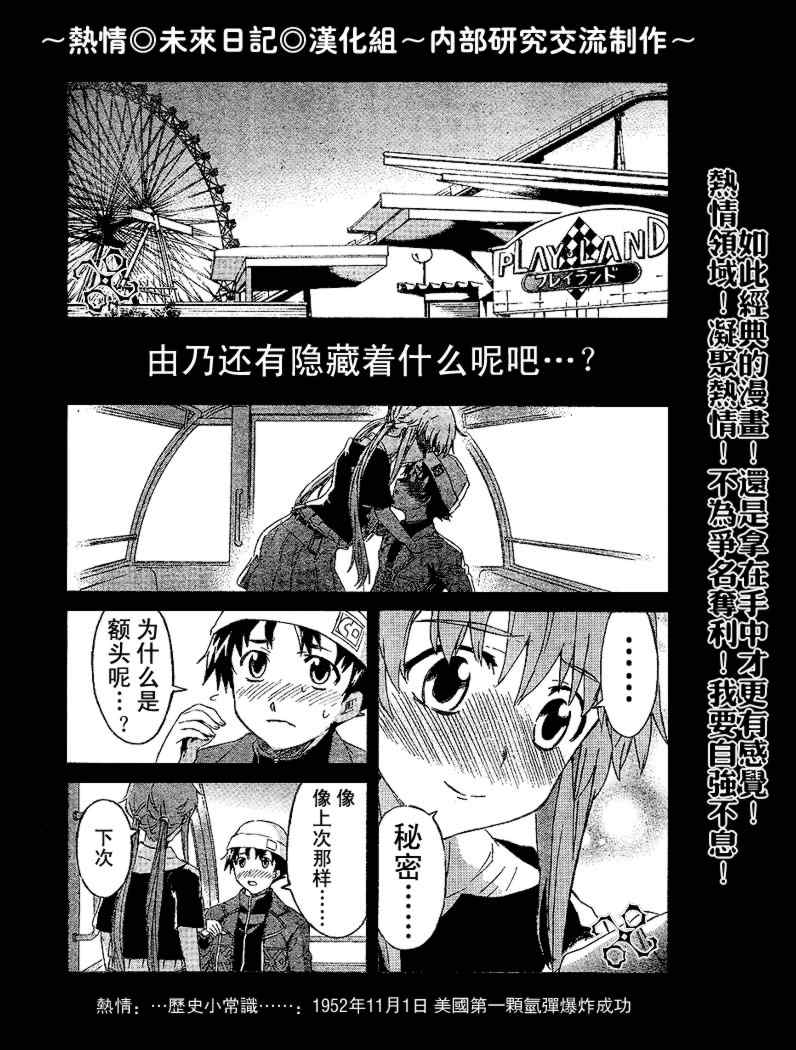 ～熱情◎未來日記◎漢化組～内部研究交流制作～
PLAY LAND
プレイランド
由乃还有隐藏着什么呢吧…？
……
为什么是
额头呢…？
秘密……
像
像上次那样……
下次
如此經典的漫畫！還是拿在手中才更有感覺！
熱情領域！凝聚熱情！不為爭名奪利！我要自強不息！
熱情：…歷史小常識……：1952年11月1日 美國第一顆氫彈爆炸成功